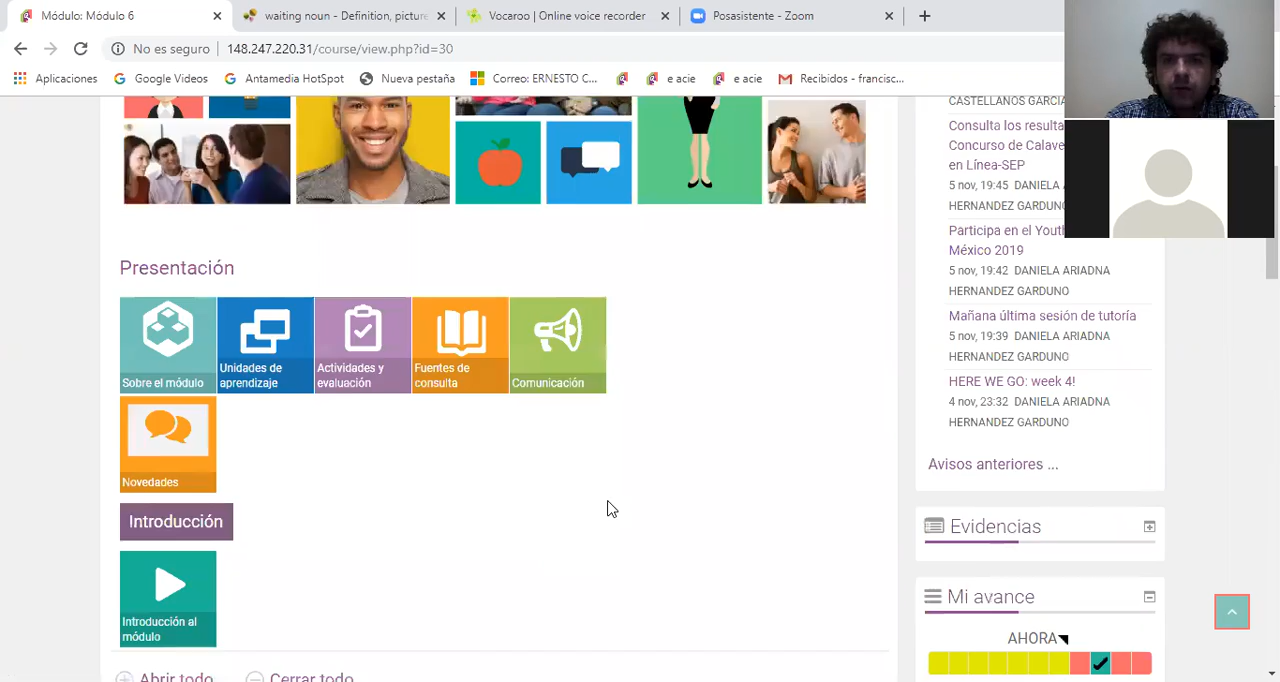 Módulo: Módulo 6
waiting noun - Definition, picture
Vocaroo | Online voice recorder
Posasistente - Zoom
No es seguro
148.247.220.31/course/view.php?id=30
Aplicaciones
Google Videos
Antamedia HotSpot
Nueva pestaña
Correo: ERNESTO C...
e acie
e acie
Recibidos - francisc...
Presentación
Sobre el módulo
Unidades de
aprendizaje
Actividades y
evaluación
Fuentes de
consulta
Comunicación
Novedades
Introducción
Introducción al
módulo
Abrir todo
Cerrar todo
CASTELLANOS GARCIA
Consulta los resulta
Concurso de Calave
en Línea-SEP
5 nov, 19:45 DANIELA A
HERNANDEZ GARDUNO
Participa en el Youth
México 2019
5 nov, 19:42 DANIELA ARIADNA
HERNANDEZ GARDUNO
Mañana última sesión de tutoría
5 nov, 19:39 DANIELA ARIADNA
HERNANDEZ GARDUNO
HERE WE GO: week 4!
4 nov, 23:32 DANIELA ARIADNA
HERNANDEZ GARDUNO
Avisos anteriores ...
Evidencias
Mi avance
AHORA